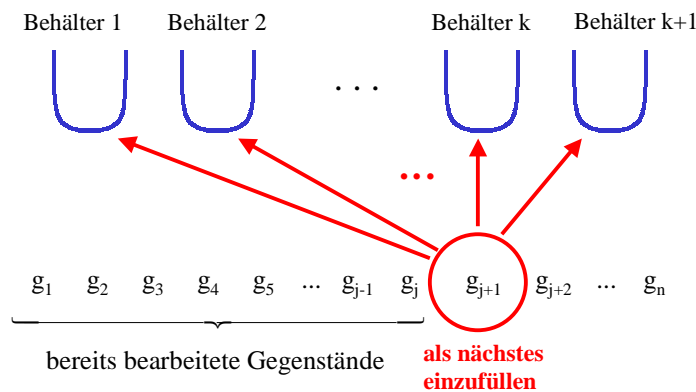 Behälter 1 Behälter 2 Behälter k Behälter k+1
. . .
...
g₁ g₂ g₃ g₄ g₅ ... gⱼ₋₁ gⱼ gⱼ₊₁ gⱼ₊₂ ... gₙ
bereits bearbeitete Gegenstände
als nächstes
einzufüllen